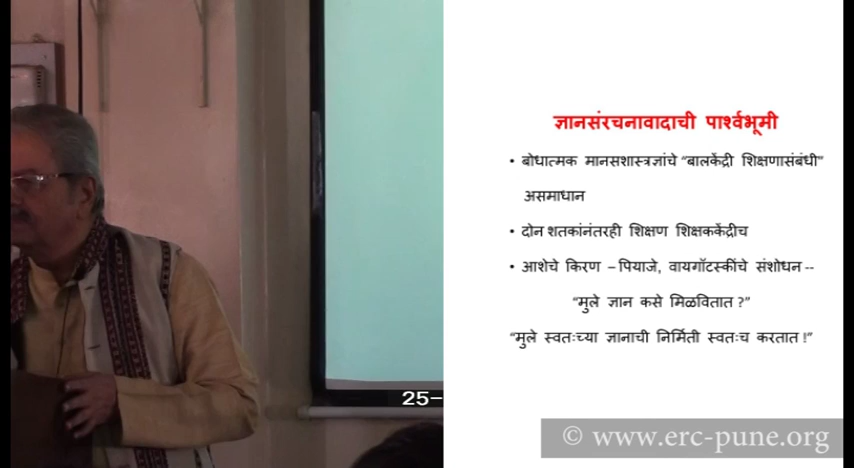 ज्ञानसंरचनावादाची पार्श्वभूमी
• बोधात्मक मानसशास्त्रज्ञांचे "बालकेंद्री शिक्षणासंबंधी"
असमाधान
• दोन शतकांनंतरही शिक्षण शिक्षककेंद्रीच
• आशेचे किरण – पियाजे, वायगॉटस्कींचे संशोधन --
"मुले ज्ञान कसे मिळवितात ?"
"मुले स्वतःच्या ज्ञानाची निर्मिती स्वतःच करतात !"
25-
© www.erc-pune.org